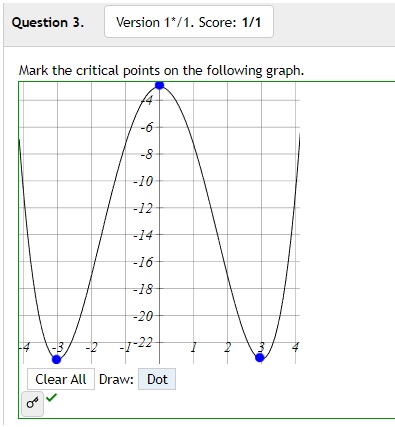 Question 3. Version 1*/1. Score: 1/1
Mark the critical points on the following graph.
-4
-6
-8
-10
-12
-14
-16
-18
-20
-22
-4 -3 -2 -1 1 2 3 4
Clear All Draw: Dot